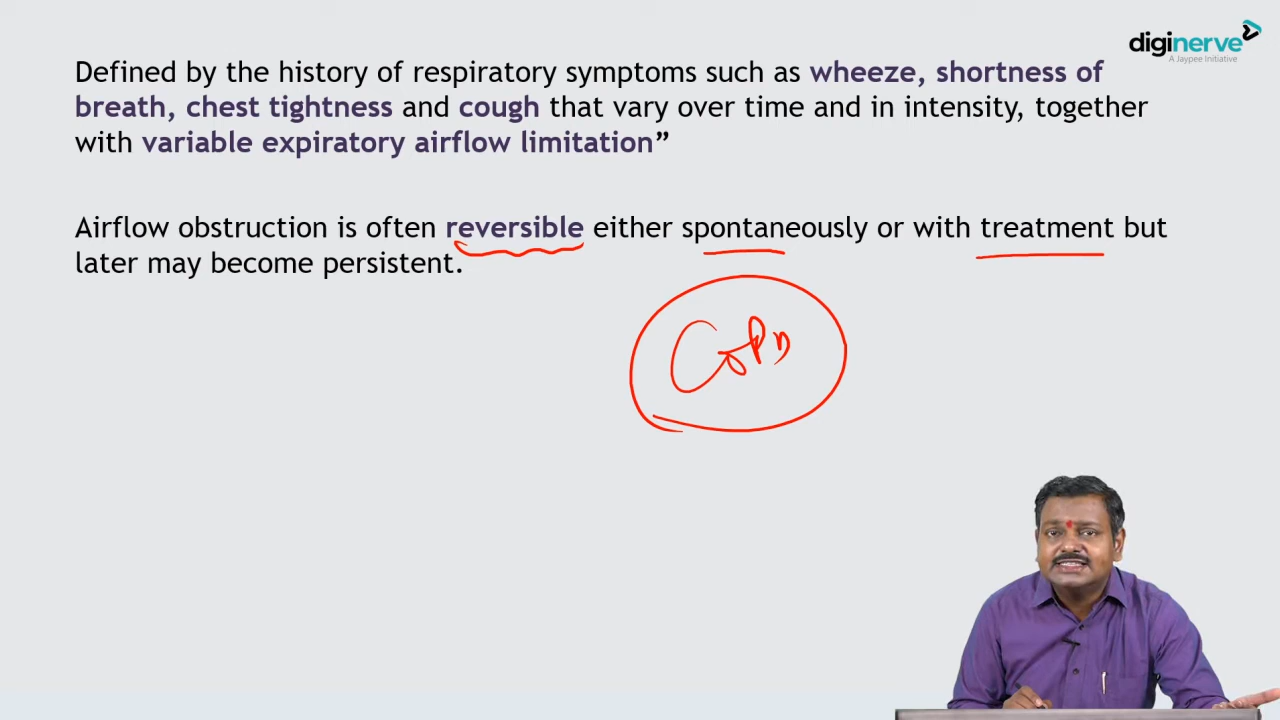 diginerve
A Jaypee Initiative
Defined by the history of respiratory symptoms such as wheeze, shortness of
breath, chest tightness and cough that vary over time and in intensity, together
with variable expiratory airflow limitation”
Airflow obstruction is often reversible either spontaneously or with treatment but
later may become persistent.
COPD